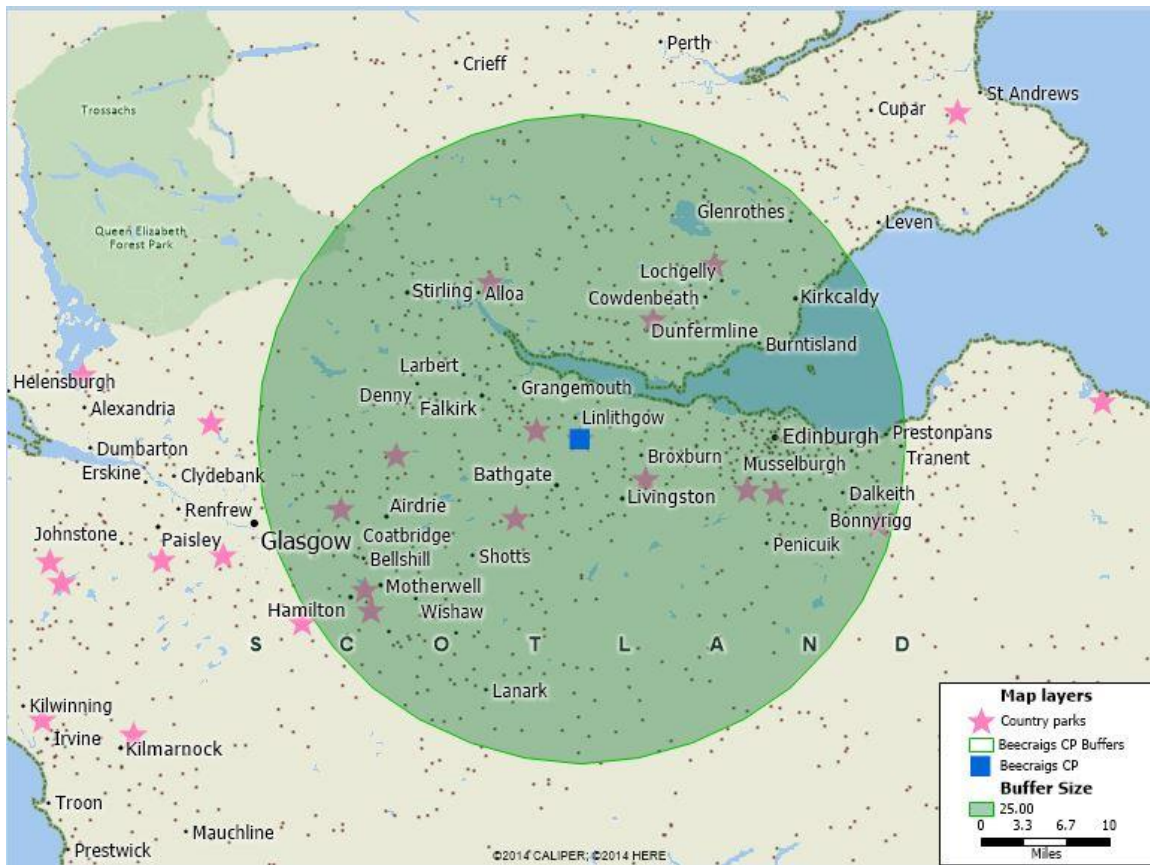 Perth
Crieff
St Andrews
Cupar
Trossachs
Glenrothes
Leven
Queen Elizabeth
Forest Park
Lochgelly
Stirling
Alloa
Cowdenbeath
Kirkcaldy
Dunfermline
Burntisland
Larbert
Helensburgh
Denny
Grangemouth
Alexandria
Falkirk
Linlithgow
Edinburgh
Prestonpans
Dumbarton
Broxburn
Musselburgh
Tranent
Erskine
Clydebank
Bathgate
Livingston
Dalkeith
Renfrew
Airdrie
Bonnyrigg
Johnstone
Paisley
Glasgow
Coatbridge
Penicuik
Bellshill
Shotts
Motherwell
Hamilton
Wishaw
S C O T L A N D
Lanark
Kilwinning
Irvine
Kilmarnock
Troon
Mauchline
Prestwick
Map layers
Country parks
Beecraigs CP Buffers
Beecraigs CP
Buffer Size
25.00
0 3.3 6.7 10
Miles
©2014 CALIPER; ©2014 HERE